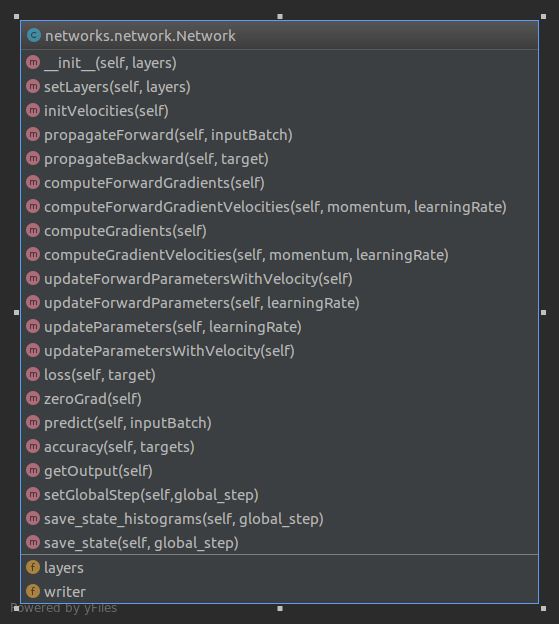 C networks.network.Network
m __init__(self, layers)
m setLayers(self, layers)
m initVelocities(self)
m propagateForward(self, inputBatch)
m propagateBackward(self, target)
m computeForwardGradients(self)
m computeForwardGradientVelocities(self, momentum, learningRate)
m computeGradients(self)
m computeGradientVelocities(self, momentum, learningRate)
m updateForwardParametersWithVelocity(self)
m updateForwardParameters(self, learningRate)
m updateParameters(self, learningRate)
m updateParametersWithVelocity(self)
m loss(self, target)
m zeroGrad(self)
m predict(self, inputBatch)
m accuracy(self, targets)
m getOutput(self)
m setGlobalStep(self,global_step)
m save_state_histograms(self, global_step)
m save_state(self, global_step)
f layers
f writer
Powered by yFiles